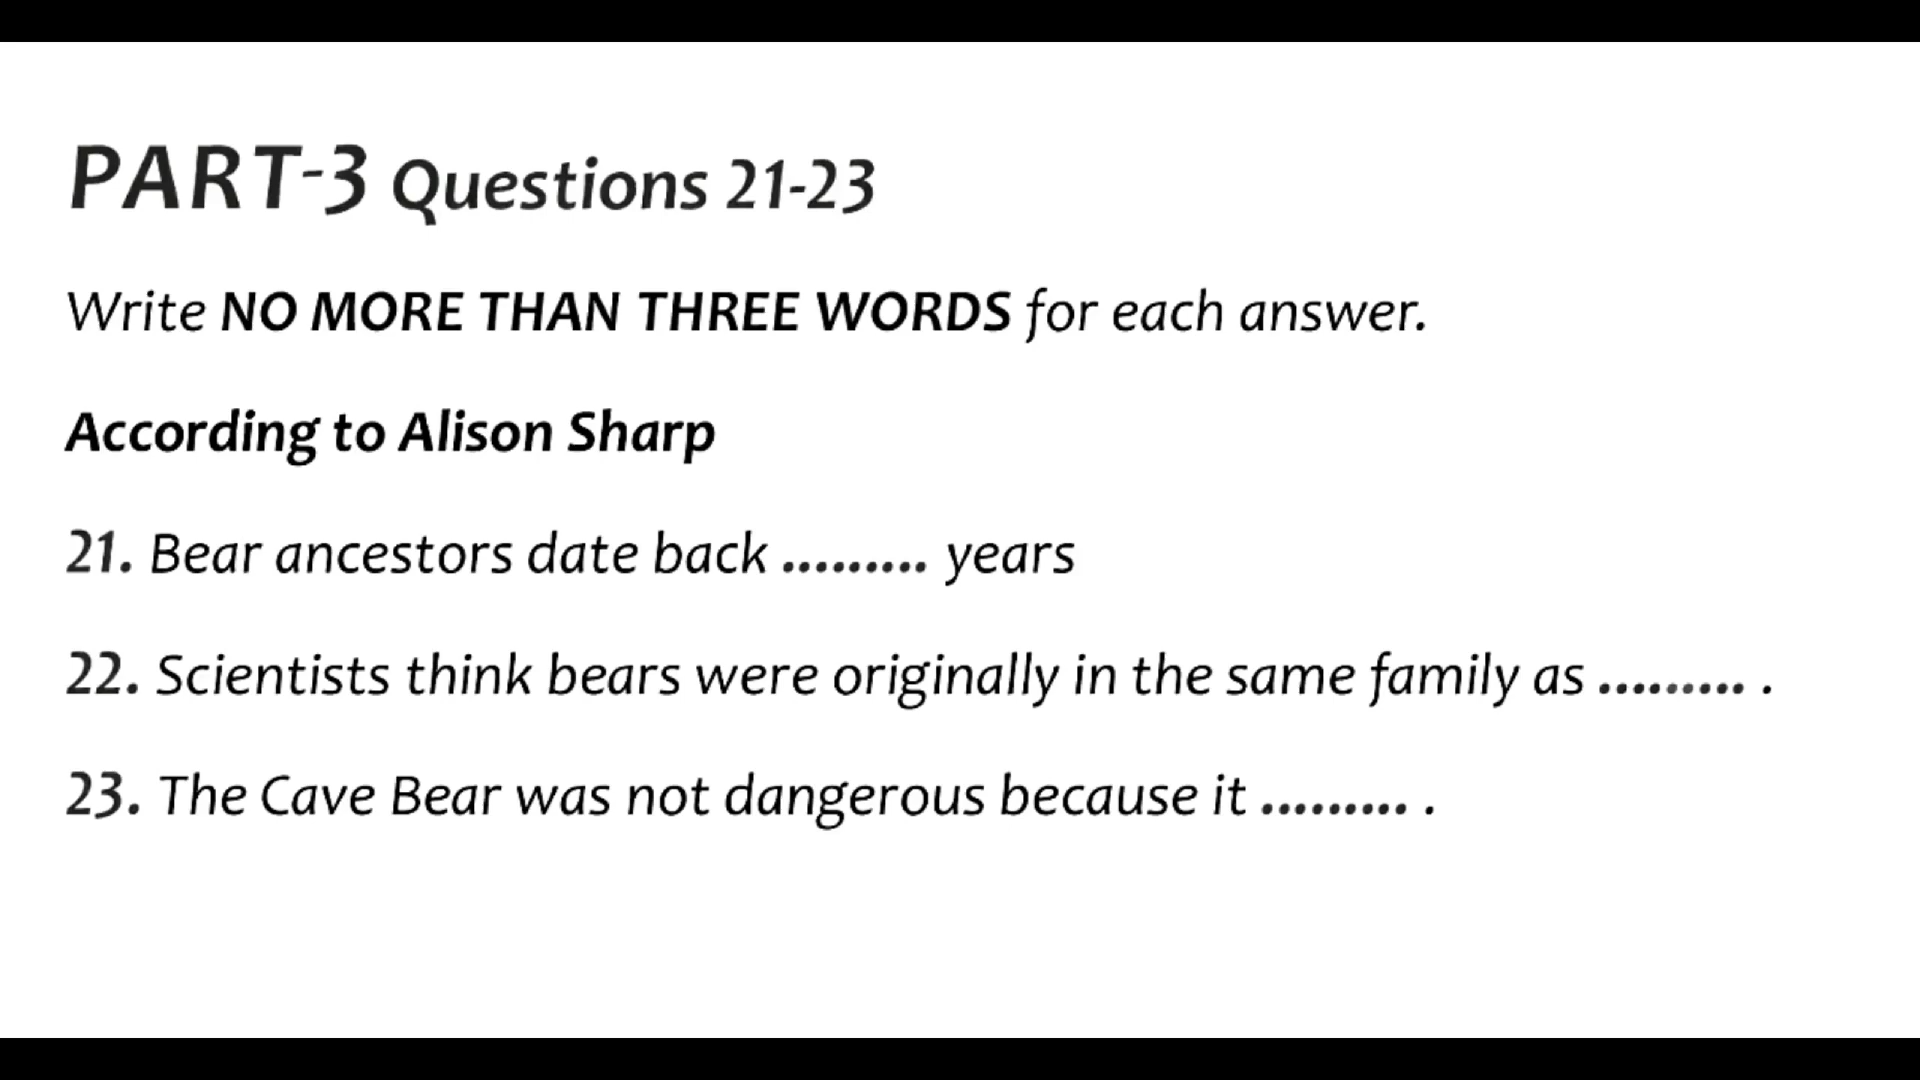 PART-3 Questions 21-23
Write NO MORE THAN THREE WORDS for each answer.
According to Alison Sharp
21. Bear ancestors date back ......... years
22. Scientists think bears were originally in the same family as ......... .
23. The Cave Bear was not dangerous because it ......... .